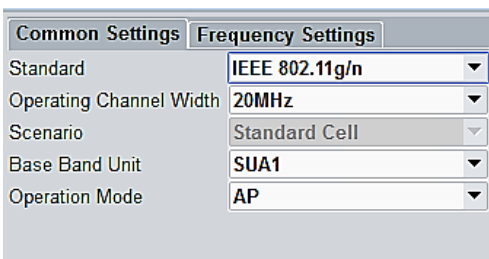 Common Settings Frequency Settings
Standard IEEE 802.11g/n
Operating Channel Width 20MHz
Scenario Standard Cell
Base Band Unit SUA1
Operation Mode AP